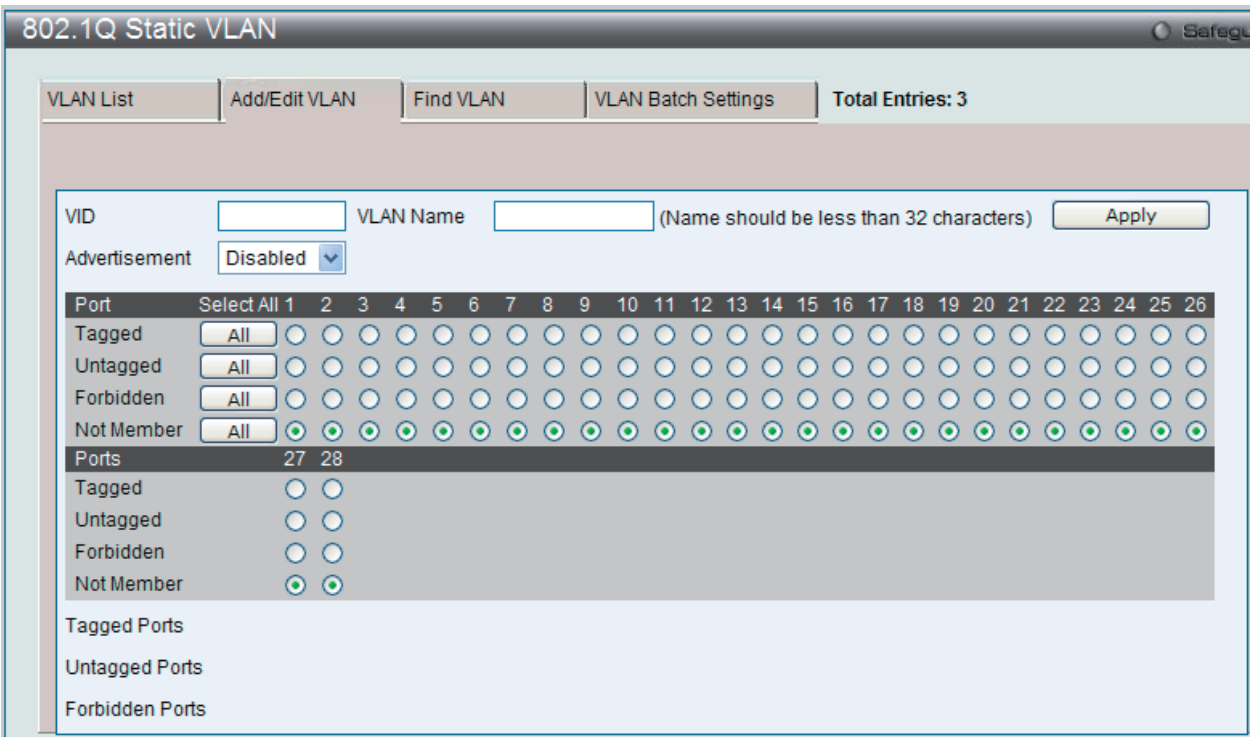 802.1Q Static VLAN Safegu
VLAN List Add/Edit VLAN Find VLAN VLAN Batch Settings Total Entries: 3
VID VLAN Name (Name should be less than 32 characters) Apply
Advertisement Disabled
Port Select All 1 2 3 4 5 6 7 8 9 10 11 12 13 14 15 16 17 18 19 20 21 22 23 24 25 26
Tagged All
Untagged All
Forbidden All
Not Member All
Ports 27 28
Tagged
Untagged
Forbidden
Not Member
Tagged Ports
Untagged Ports
Forbidden Ports